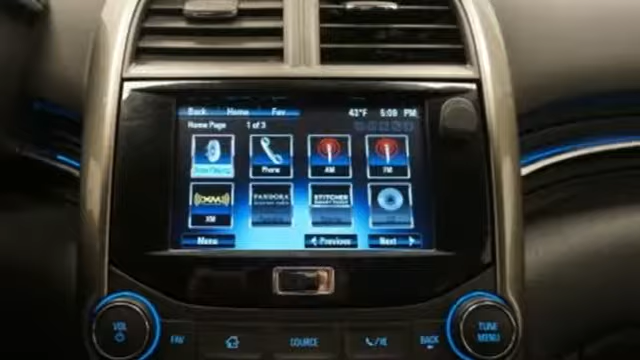 Back Home Fav 43°F 5:09 PM
Home Page 1 of 3
Phone AM FM
XM PANDORA STITCHER
Menu Previous Next
VOL FAV SOURCE BACK TUNE
MENU